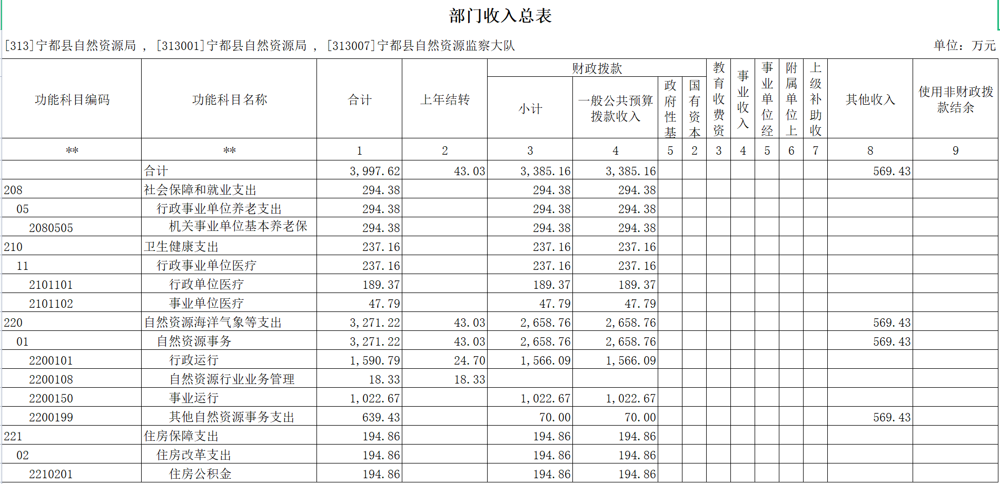 部门收入总表
[313]宁都县自然资源局 , [313001]宁都县自然资源局 , [313007]宁都县自然资源监察大队 单位：万元
功能科目编码 功能科目名称 合计 上年结转 财政拨款 教育收费资 事业收入 事业单位经 附属单位上 上级补助收 其他收入 使用非财政拨款结余
小计 一般公共预算拨款收入 政府性基 国有资本
** ** 1 2 3 4 5 2 3 4 5 6 7 8 9
合计 3,997.62 43.03 3,385.16 3,385.16 569.43
208 社会保障和就业支出 294.38 294.38 294.38
05 行政事业单位养老支出 294.38 294.38 294.38
2080505 机关事业单位基本养老保 294.38 294.38 294.38
210 卫生健康支出 237.16 237.16 237.16
11 行政事业单位医疗 237.16 237.16 237.16
2101101 行政单位医疗 189.37 189.37 189.37
2101102 事业单位医疗 47.79 47.79 47.79
220 自然资源海洋气象等支出 3,271.22 43.03 2,658.76 2,658.76 569.43
01 自然资源事务 3,271.22 43.03 2,658.76 2,658.76 569.43
2200101 行政运行 1,590.79 24.70 1,566.09 1,566.09
2200108 自然资源行业业务管理 18.33 18.33
2200150 事业运行 1,022.67 1,022.67 1,022.67
2200199 其他自然资源事务支出 639.43 70.00 70.00 569.43
221 住房保障支出 194.86 194.86 194.86
02 住房改革支出 194.86 194.86 194.86
2210201 住房公积金 194.86 194.86 194.86